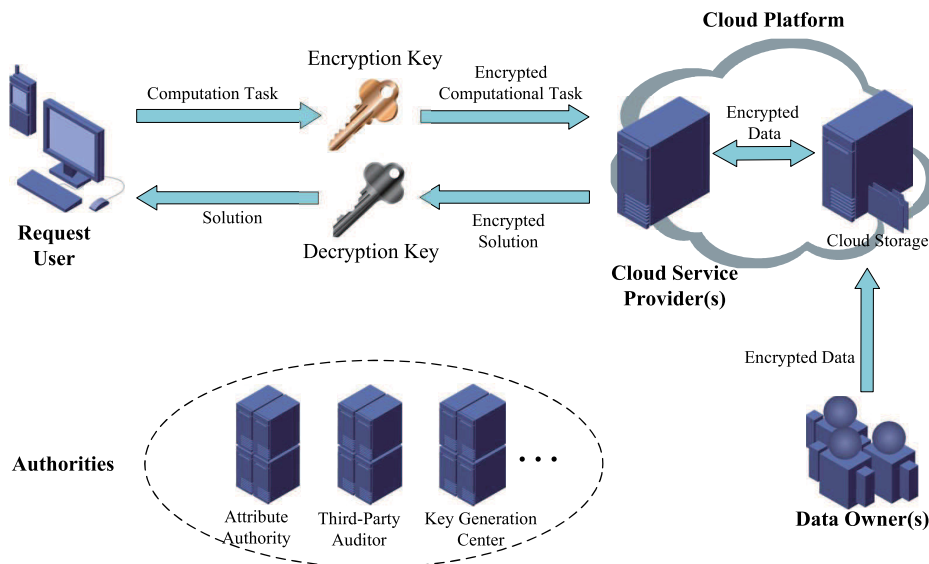 Cloud Platform
Encryption Key
Computation Task
Encrypted
Computational Task
Encrypted
Data
Solution
Decryption Key
Encrypted
Solution
Request
User
Cloud Storage
Cloud Service
Provider(s)
Encrypted Data
Authorities
Attribute
Authority
Third-Party
Auditor
Key Generation
Center
...
Data Owner(s)